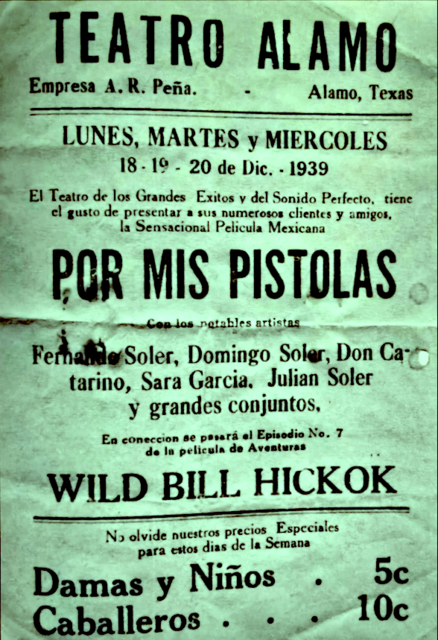 TEATRO ALAMO
Empresa A. R. Peña. - Alamo, Texas
LUNES, MARTES y MIERCOLES
18 - 19 - 20 de Dic. - 1939
El Teatro de los Grandes Exitos y del Sonido Perfecto, tiene
el gusto de presentar a sus numerosos clientes y amigos,
la Sensacional Pelicula Mexicana
POR MIS PISTOLAS
Con los notables artistas
Fernando Soler, Domingo Soler, Don Ca-
tarino, Sara Garcia, Julian Soler
y grandes conjuntos.
En coneccion se pasará el Episodio No. 7
de la pelicula de Aventuras
WILD BILL HICKOK
No olvide nuestros precios Especiales
para estos dias de la Semana
Damas y Niños . 5c
Caballeros . . . 10c